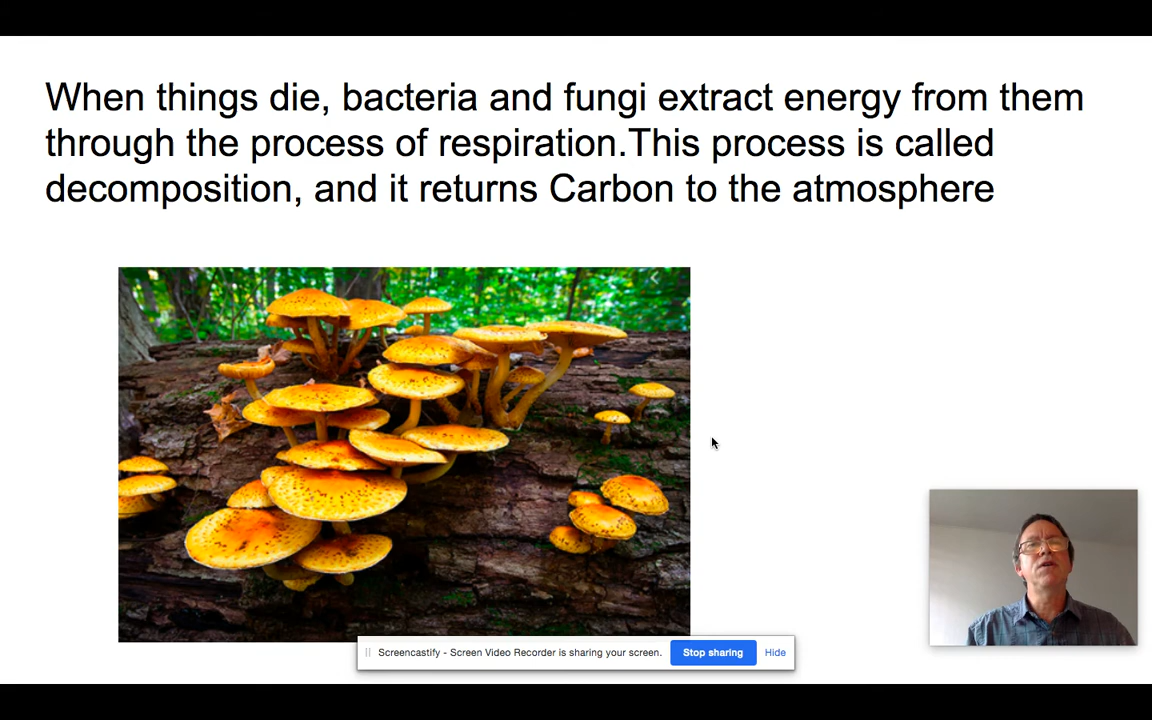 When things die, bacteria and fungi extract energy from them
through the process of respiration.This process is called
decomposition, and it returns Carbon to the atmosphere
Screencastify - Screen Video Recorder is sharing your screen.
Stop sharing
Hide